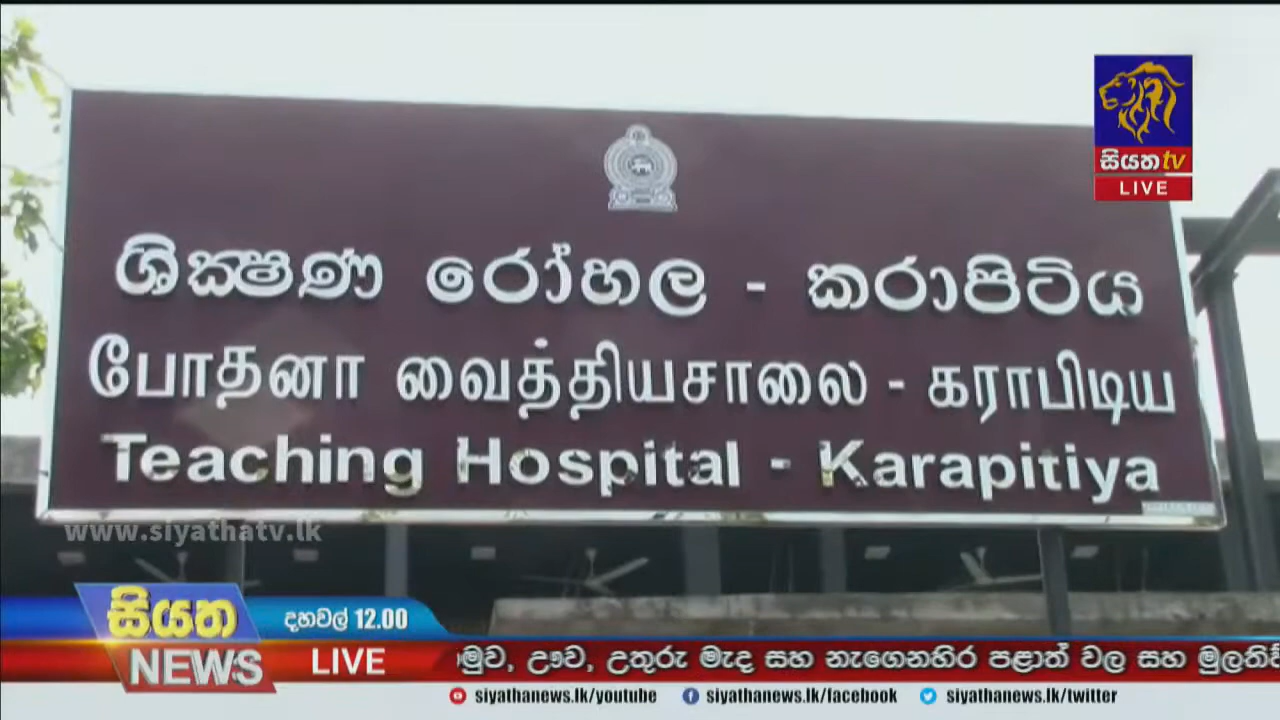 සියත tv
LIVE
ශික්ෂණ රෝහල - කරාපිටිය
போதனா வைத்தியசாலை - கராபிடிய
Teaching Hospital - Karapitiya
www.siyathatv.lk
සියත
NEWS
දහවල් 12.00
LIVE
ඌව, උතුරු මැද සහ නැගෙනහිර පළාත් වල සහ
siyathanews.lk/youtube
siyathanews.lk/facebook
siyathanews.lk/twitter